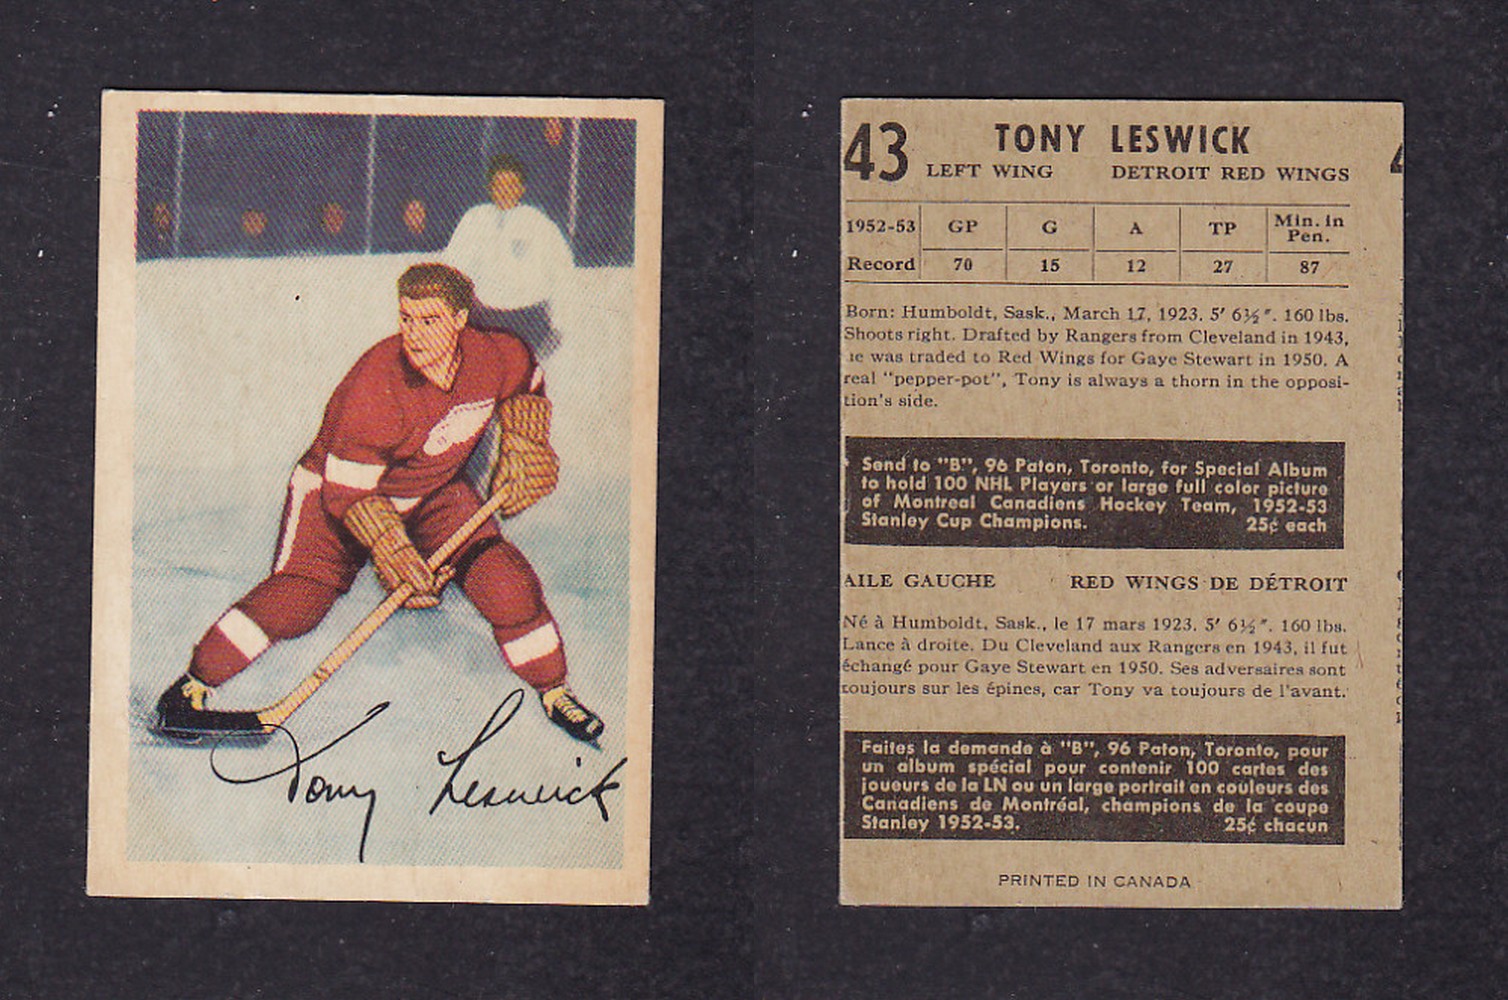 Tony Leswick
43 TONY LESWICK
LEFT WING DETROIT RED WINGS
1952-53 GP G A TP Min. in Pen.
Record 70 15 12 27 87
Born: Humboldt, Sask., March 17, 1923. 5' 6½". 160 lbs.
Shoots right. Drafted by Rangers from Cleveland in 1943,
was traded to Red Wings for Gaye Stewart in 1950. A
real "pepper-pot", Tony is always a thorn in the opposi-
tion's side.
Send to "B", 96 Paton, Toronto, for Special Album
to hold 100 NHL Players or large full color picture
of Montreal Canadiens Hockey Team, 1952-53
Stanley Cup Champions. 25¢ each
AILE GAUCHE RED WINGS DE DÉTROIT
Né à Humboldt, Sask., le 17 mars 1923. 5' 6½". 160 lbs.
Lance à droite. Du Cleveland aux Rangers en 1943, il fut
échangé pour Gaye Stewart en 1950. Ses adversaires sont
toujours sur les épines, car Tony va toujours de l'avant.
Faites la demande à "B", 96 Paton, Toronto, pour
un album spécial pour contenir 100 cartes des
joueurs de la LN ou un large portrait en couleurs des
Canadiens de Montréal, champions de la coupe
Stanley 1952-53. 25¢ chacun
PRINTED IN CANADA